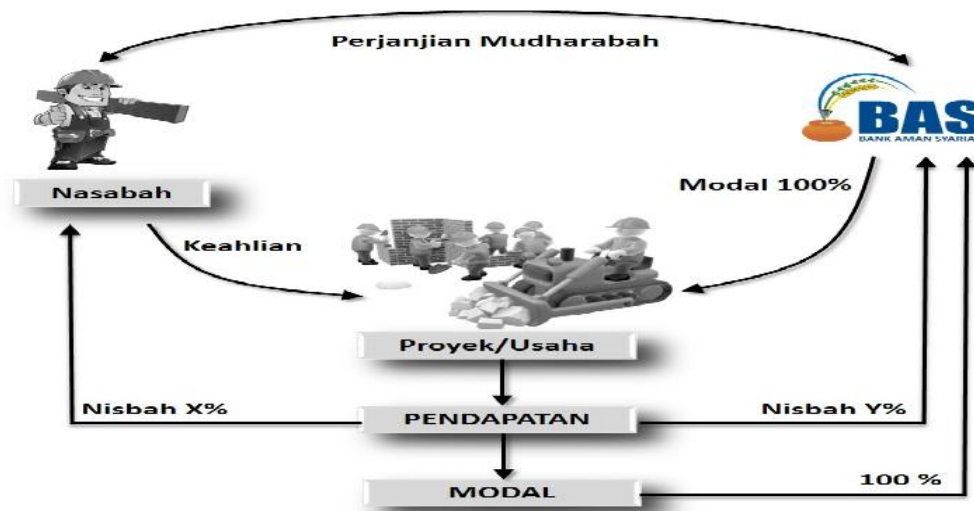 Perjanjian Mudharabah
BAS
BANK AMAN SYARIA
Nasabah
Modal 100%
Keahlian
Proyek/Usaha
Nisbah X%
PENDAPATAN
Nisbah Y%
MODAL
100 %